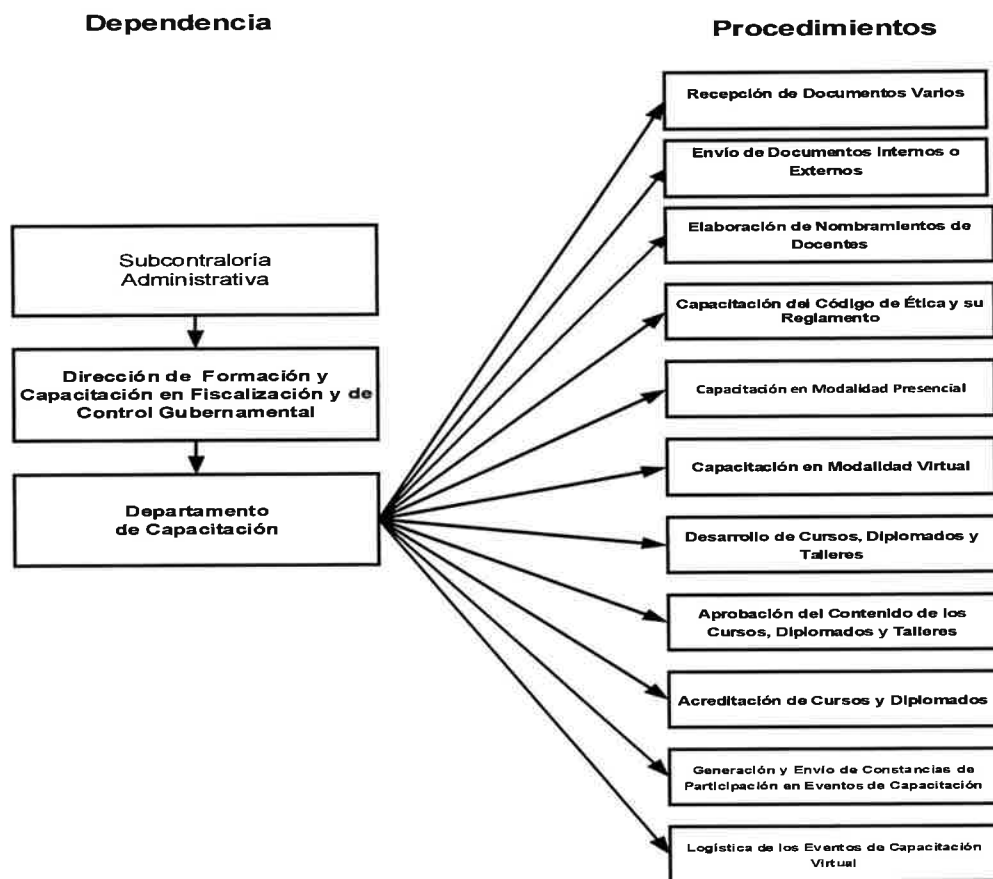 Dependencia
Subcontraloría
Administrativa
Dirección de Formación y
Capacitación en Fiscalización y de
Control Gubernamental
Departamento
de Capacitación
Procedimientos
Recepción de Documentos Varios
Envío de Documentos Internos o
Externos
Elaboración de Nombramientos de
Docentes
Capacitación del Código de Ética y su
Reglamento
Capacitación en Modalidad Presencial
Capacitación en Modalidad Virtual
Desarrollo de Cursos, Diplomados y
Talleres
Aprobación del Contenido de los
Cursos, Diplomados y Talleres
Acreditación de Cursos y Diplomados
Generación y Envío de Constancias de
Participación en Eventos de Capacitación
Logística de los Eventos de Capacitación
Virtual